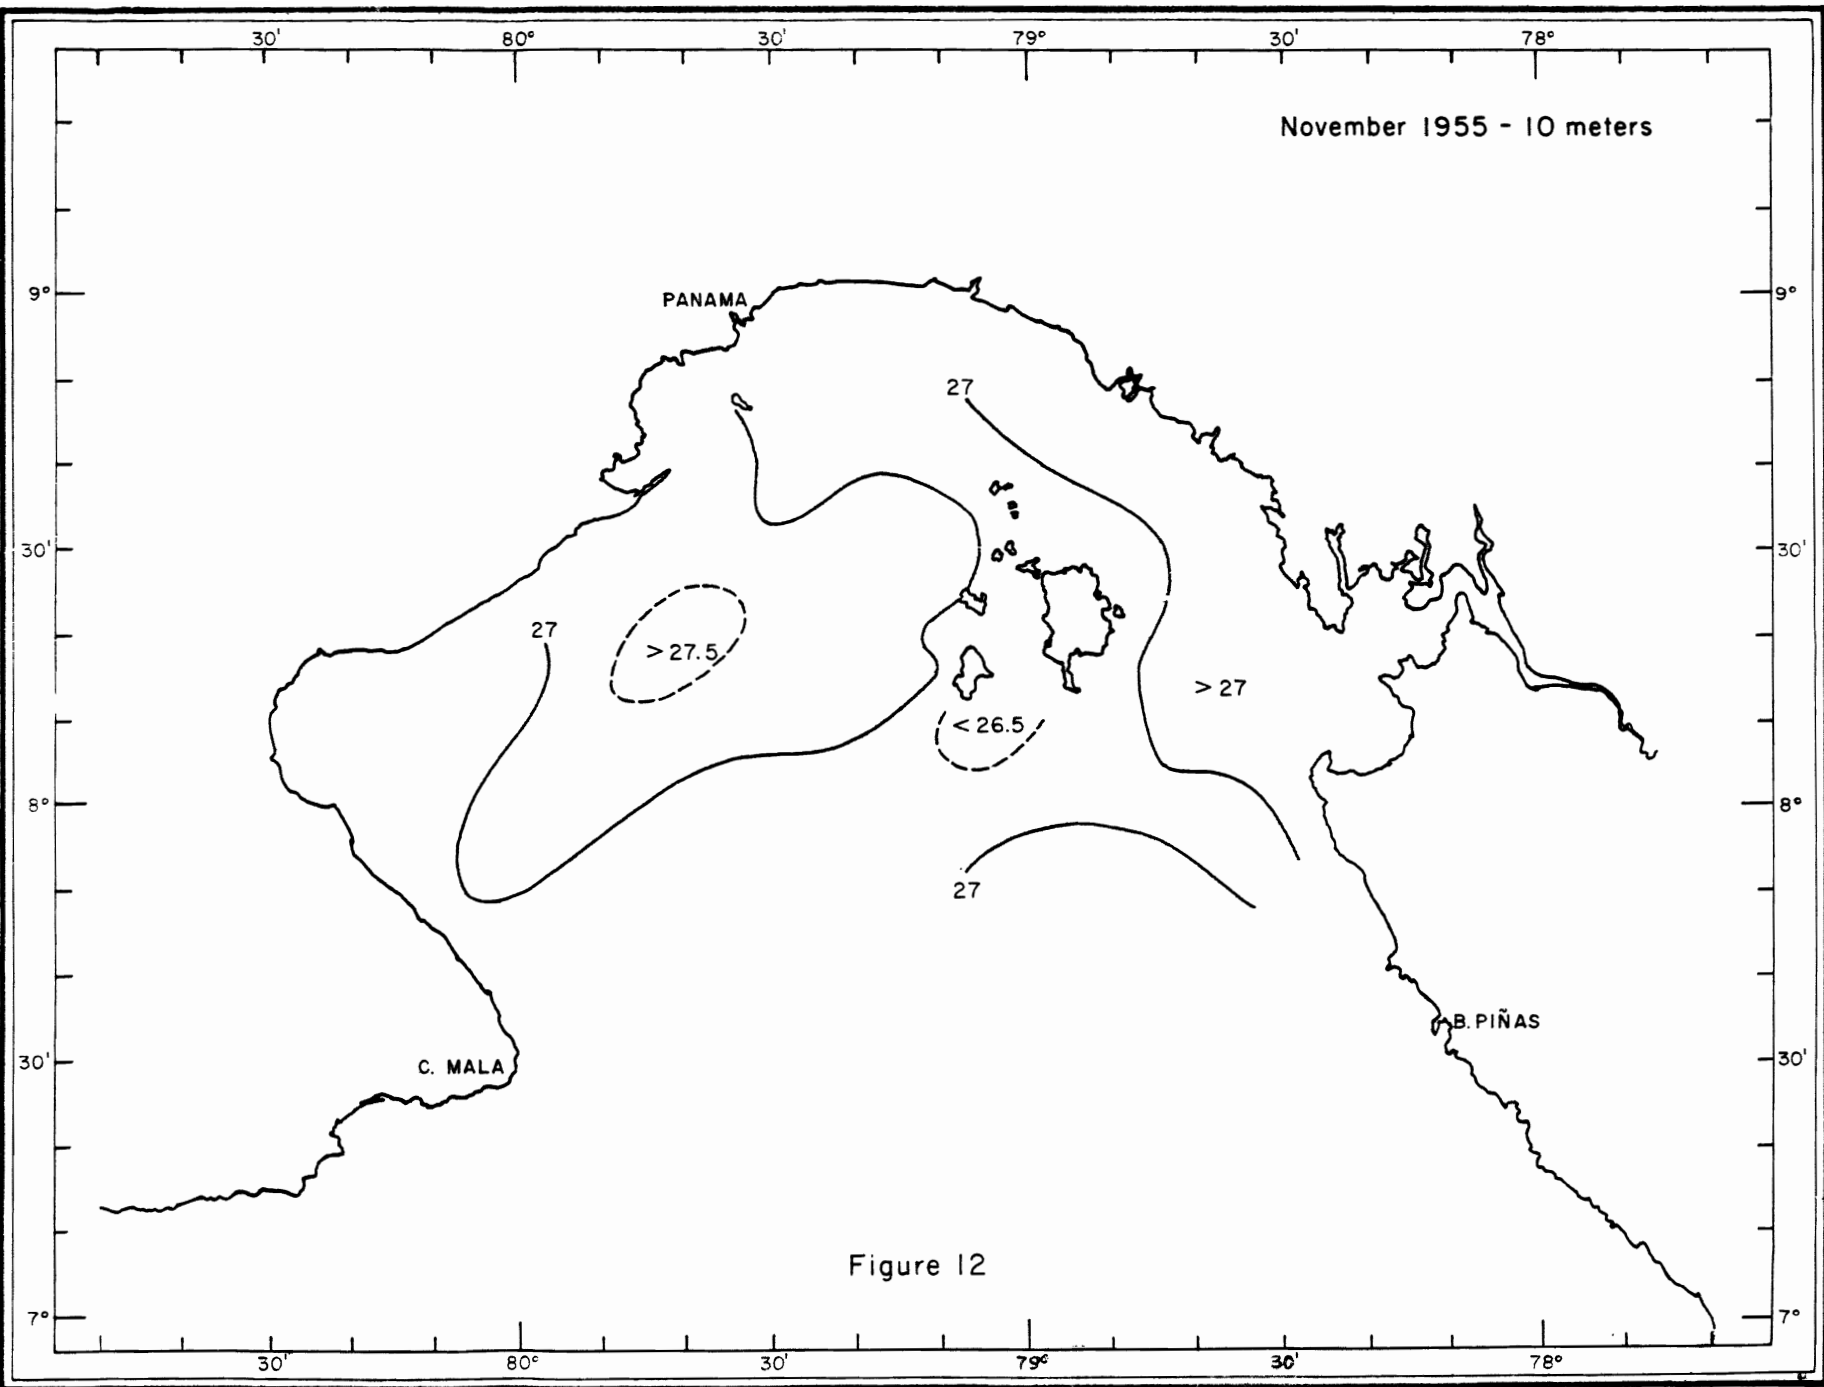 30' 80° 30' 79° 30' 78°
November 1955 - 10 meters
9° PANAMA 9°
27
30' 30'
27 > 27.5
> 27
< 26.5
8° 8°
27
B. PIÑAS
30' C. MALA 30'
Figure 12
7° 7°
30' 80° 30' 79° 30' 78°